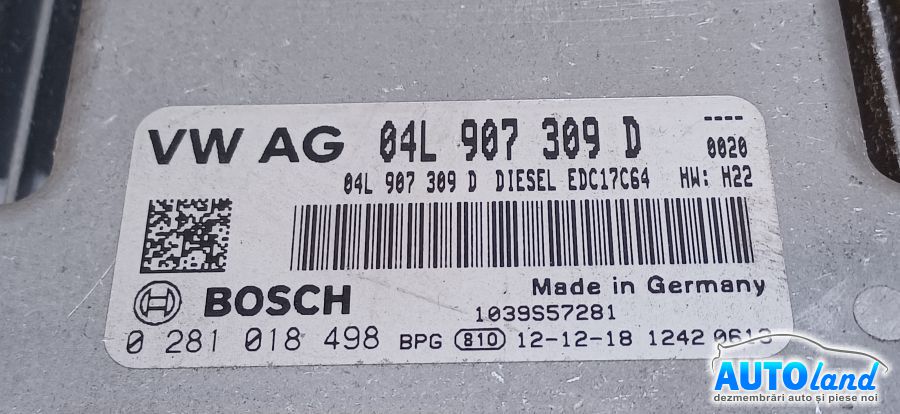 VW AG 04L 907 309 D ----
0020
04L 907 309 D DIESEL EDC17C64 HW: H22
Made in Germany
BOSCH
1039S57281
0 281 018 498 BPG 810 12-12-18 1242
AUTOland
dezmembrări auto și piese noi